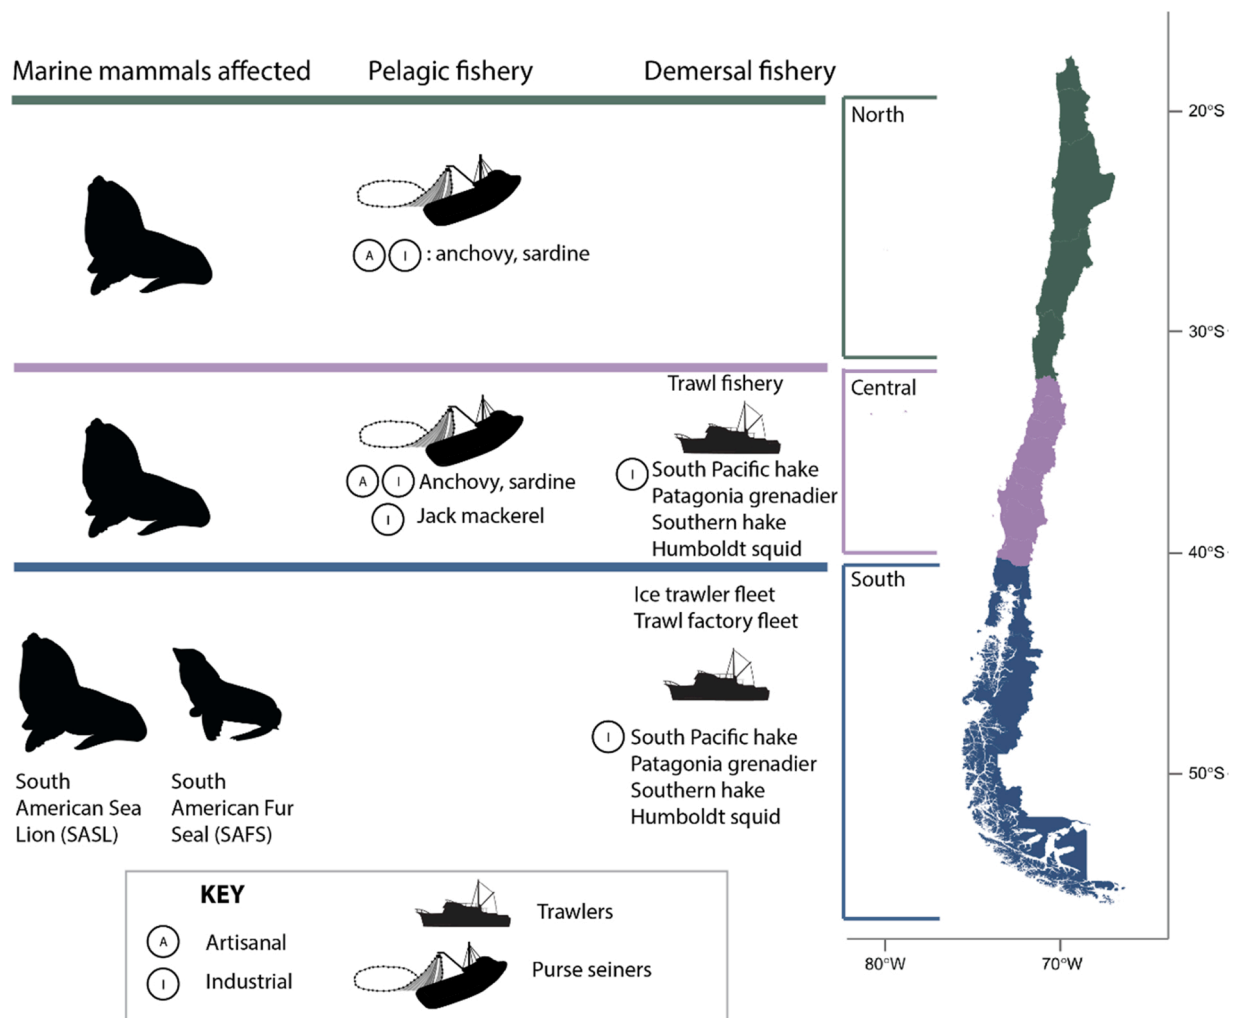 Marine mammals affected
Pelagic fishery
Demersal fishery
North
A I : anchovy, sardine
Central
Trawl fishery
A I Anchovy, sardine
I Jack mackerel
I South Pacific hake
Patagonia grenadier
Southern hake
Humboldt squid
South
Ice trawler fleet
Trawl factory fleet
I South Pacific hake
Patagonia grenadier
Southern hake
Humboldt squid
South
American Sea
Lion (SASL)
South
American Fur
Seal (SAFS)
KEY
A Artisanal
I Industrial
Trawlers
Purse seiners
20°S
30°S
40°S
50°S
80°W
70°W